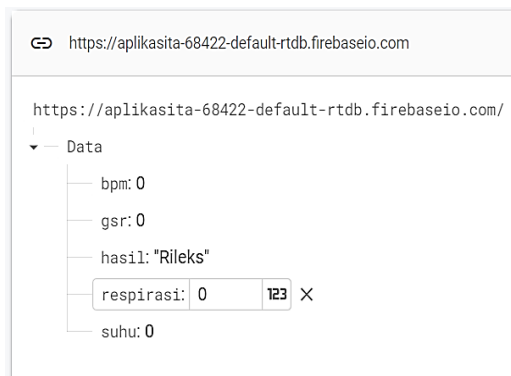 https://aplikasita-68422-default-rtdb.firebaseio.com
https://aplikasita-68422-default-rtdb.firebaseio.com/
Data
bpm: 0
gsr: 0
hasil: "Rileks"
respirasi: 0 123
suhu: 0